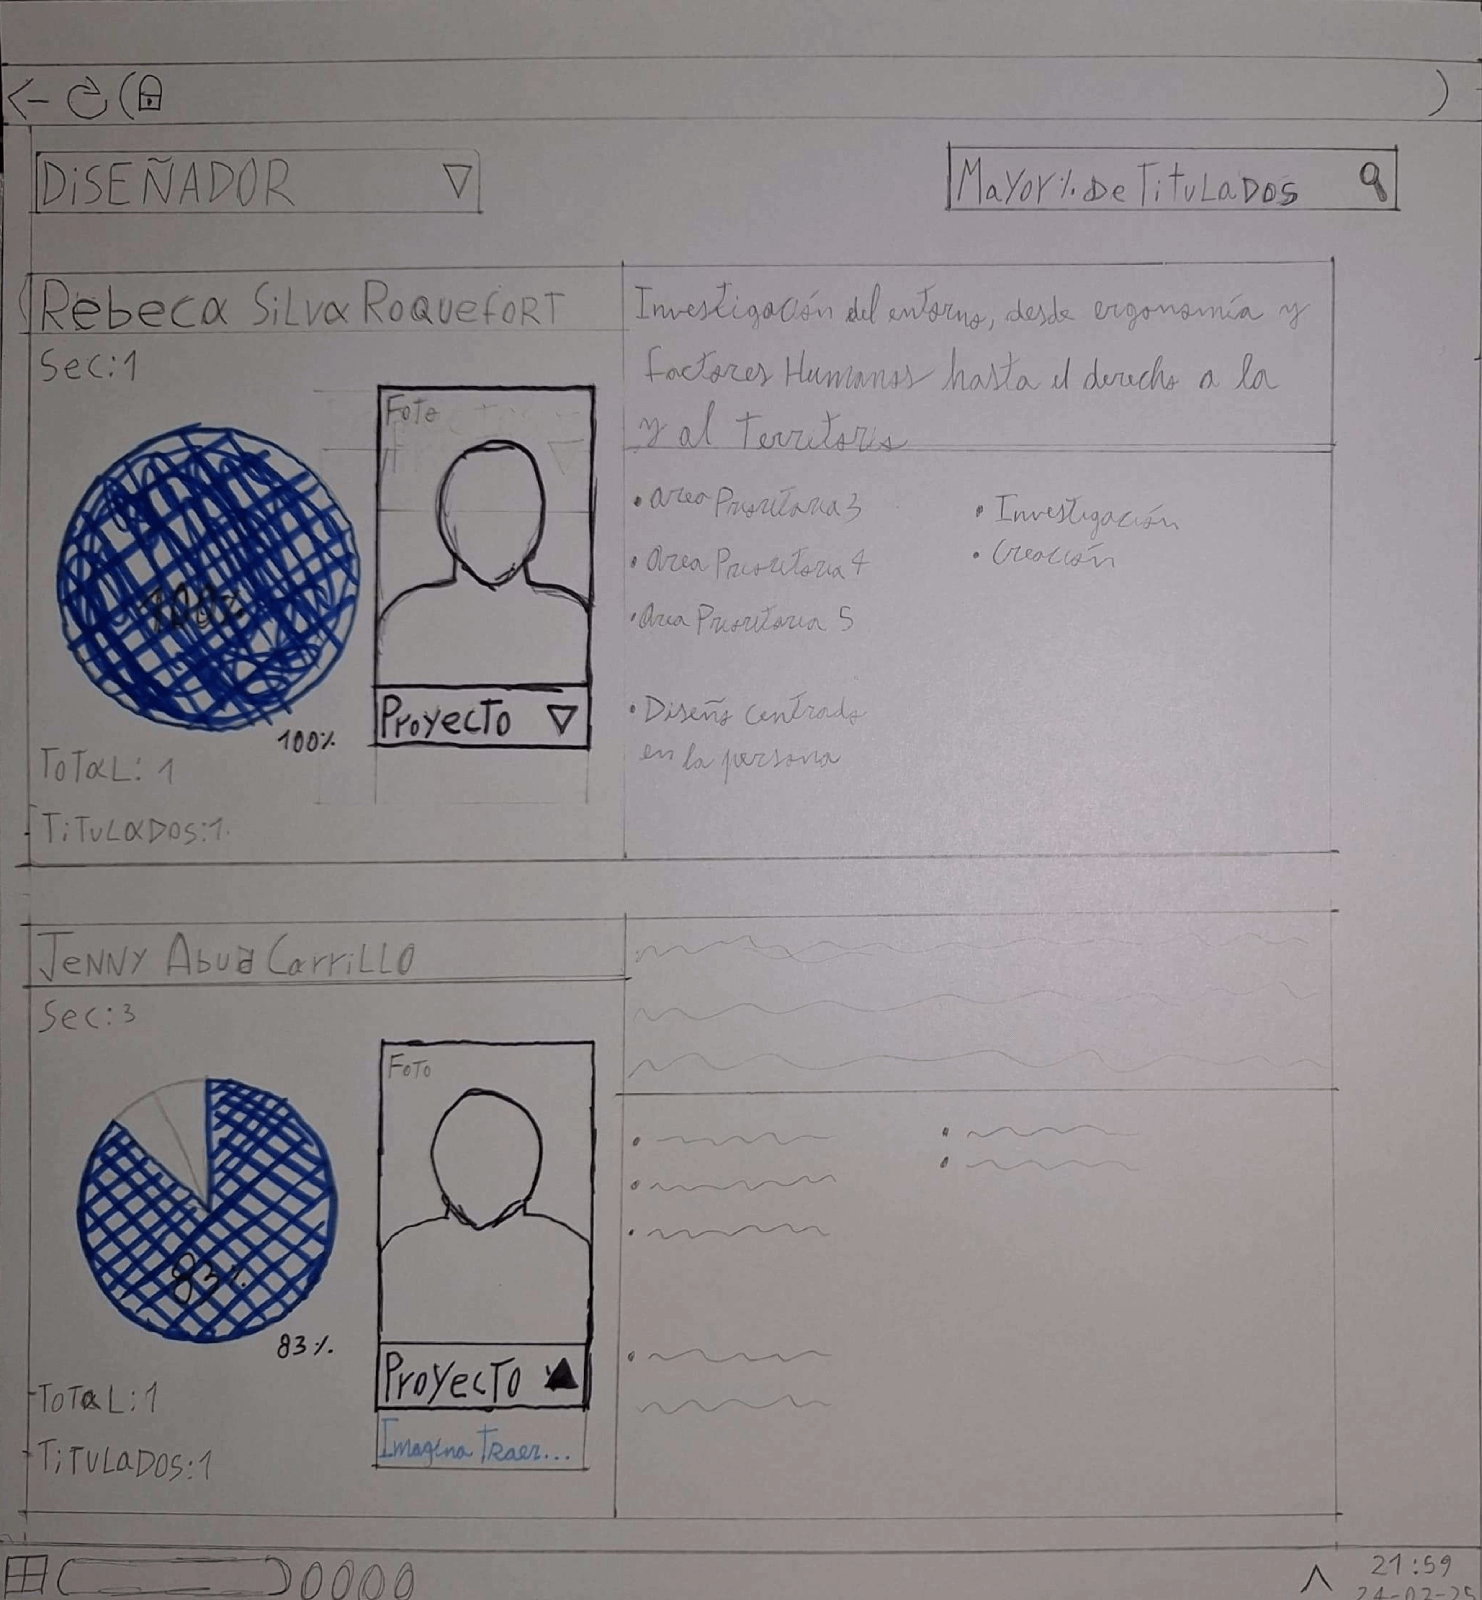 DiSEÑADOR
Mayor % De TiTuLaDos
Rebeca SiLva RoqueforT
Sec:1
Investigación del entorno, desde ergonomía y
factores Humanos hasta el derecho a la
y al Territorio
Foto
100%
Proyecto
100%
ToTaL: 1
TiTuLaDos:1.
• Area Prioritaria 3
• Area Prioritaria 4
• Area Prioritaria 5
• Diseño centrado
en la persona
• Investigación
• Creación
Jenny Abud CarriLLo
Sec:3
FoTo
83%
83%
ProyecTo
Imagina Traer...
ToTaL:1
TiTuLaDos:1
21:59
24-02-25